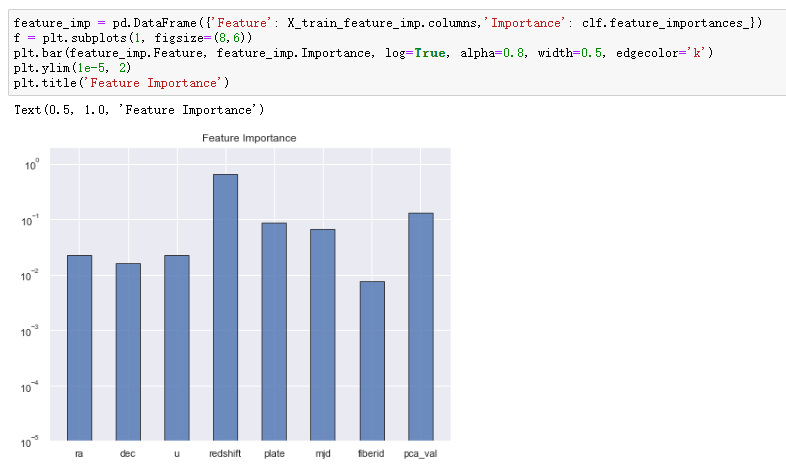 feature_imp = pd.DataFrame({'Feature': X_train_feature_imp.columns,'Importance': clf.feature_importances_})
f = plt.subplots(1, figsize=(8,6))
plt.bar(feature_imp.Feature, feature_imp.Importance, log=True, alpha=0.8, width=0.5, edgecolor='k')
plt.ylim(1e-5, 2)
plt.title('Feature Importance')
Text(0.5, 1.0, 'Feature Importance')
Feature Importance
10⁰
10⁻¹
10⁻²
10⁻³
10⁻⁴
10⁻⁵
ra dec u redshift plate mjd fiberid pca_val